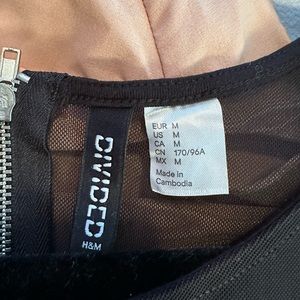 DIVIDED
H&M
EUR M
US M
CA M
CN 170/96A
MX M
Made in
Cambodia